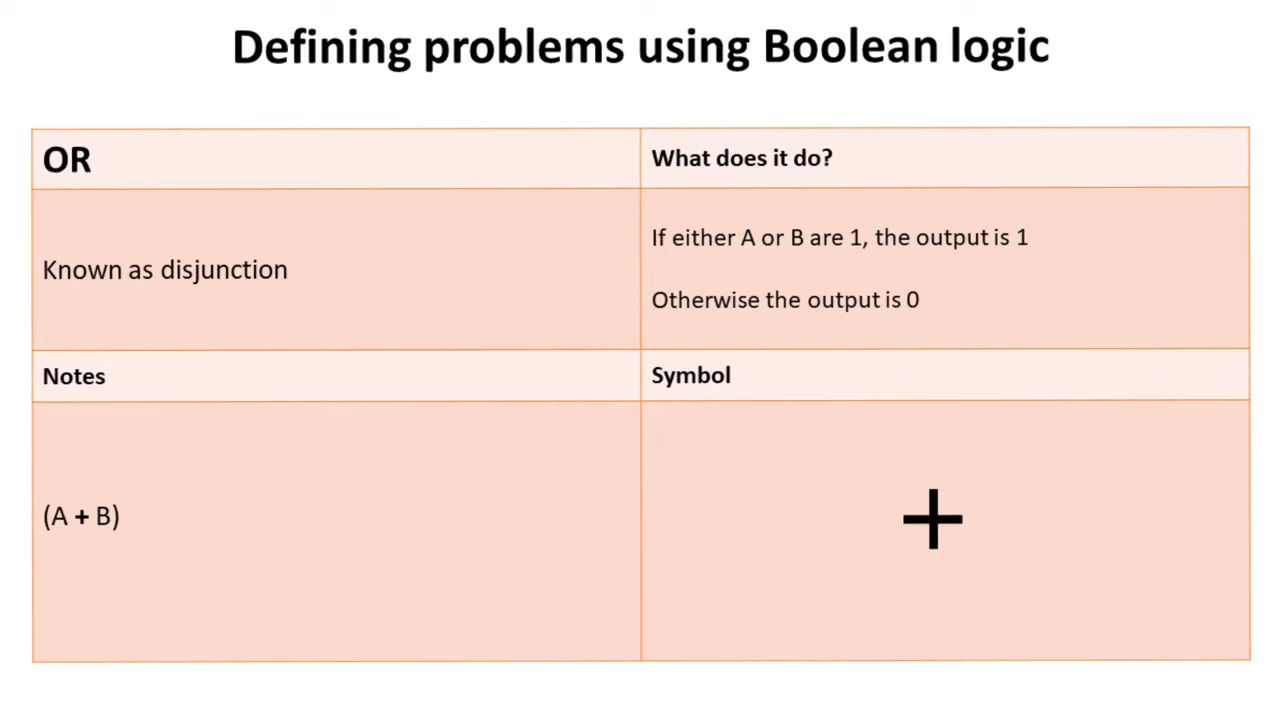 Defining problems using Boolean logic
OR
What does it do?
Known as disjunction
If either A or B are 1, the output is 1
Otherwise the output is 0
Notes
Symbol
(A + B)
+